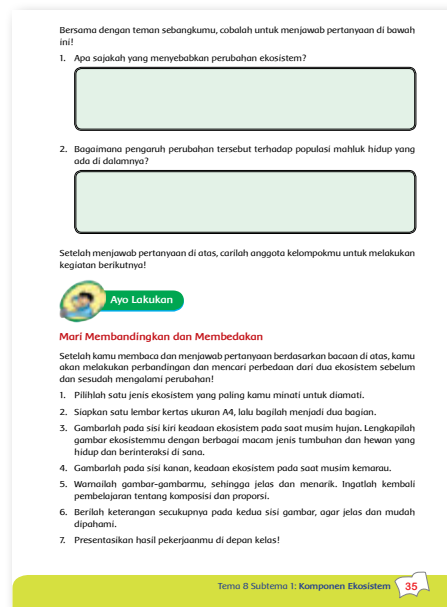 Bersama dengan teman sebangkumu, cobalah untuk menjawab pertanyaan di bawah
ini!
1. Apa sajakah yang menyebabkan perubahan ekosistem?
2. Bagaimana pengaruh perubahan tersebut terhadap populasi mahluk hidup yang
ada di dalamnya?
Setelah menjawab pertanyaan di atas, carilah anggota kelompokmu untuk melakukan
kegiatan berikutnya!
Ayo Lakukan
Mari Membandingkan dan Membedakan
Setelah kamu membaca dan menjawab pertanyaan berdasarkan bacaan di atas, kamu
akan melakukan perbandingan dan mencari perbedaan dari dua ekosistem sebelum
dan sesudah mengalami perubahan!
1. Pilihlah satu jenis ekosistem yang paling kamu minati untuk diamati.
2. Siapkan satu lembar kertas ukuran A4, lalu bagilah menjadi dua bagian.
3. Gambarlah pada sisi kiri keadaan ekosistem pada saat musim hujan. Lengkapilah
gambar ekosistemmu dengan berbagai macam jenis tumbuhan dan hewan yang
hidup dan berinteraksi di sana.
4. Gambarlah pada sisi kanan, keadaan ekosistem pada saat musim kemarau.
5. Warnailah gambar-gambarmu, sehingga jelas dan menarik. Ingatlah kembali
pembelajaran tentang komposisi dan proporsi.
6. Berilah keterangan secukupnya pada kedua sisi gambar, agar jelas dan mudah
dipahami.
7. Presentasikan hasil pekerjaanmu di depan kelas!
Tema 8 Subtema 1: Komponen Ekosistem 35